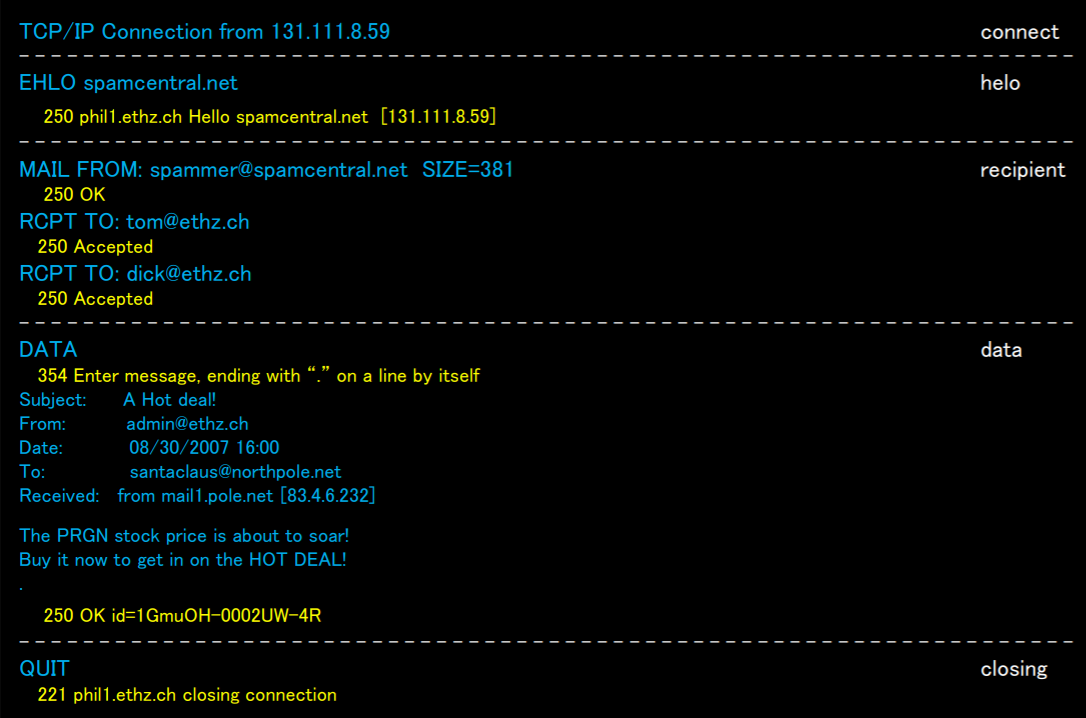 TCP/IP Connection from 131.111.8.59 connect
EHLO spamcentral.net helo
250 phil1.ethz.ch Hello spamcentral.net [131.111.8.59]
MAIL FROM: spammer@spamcentral.net SIZE=381 recipient
250 OK
RCPT TO: tom@ethz.ch
250 Accepted
RCPT TO: dick@ethz.ch
250 Accepted
DATA data
354 Enter message, ending with “.” on a line by itself
Subject: A Hot deal!
From: admin@ethz.ch
Date: 08/30/2007 16:00
To: santaclaus@northpole.net
Received: from mail1.pole.net [83.4.6.232]
The PRGN stock price is about to soar!
Buy it now to get in on the HOT DEAL!
.
250 OK id=1GmuOH-0002UW-4R
QUIT closing
221 phil1.ethz.ch closing connection